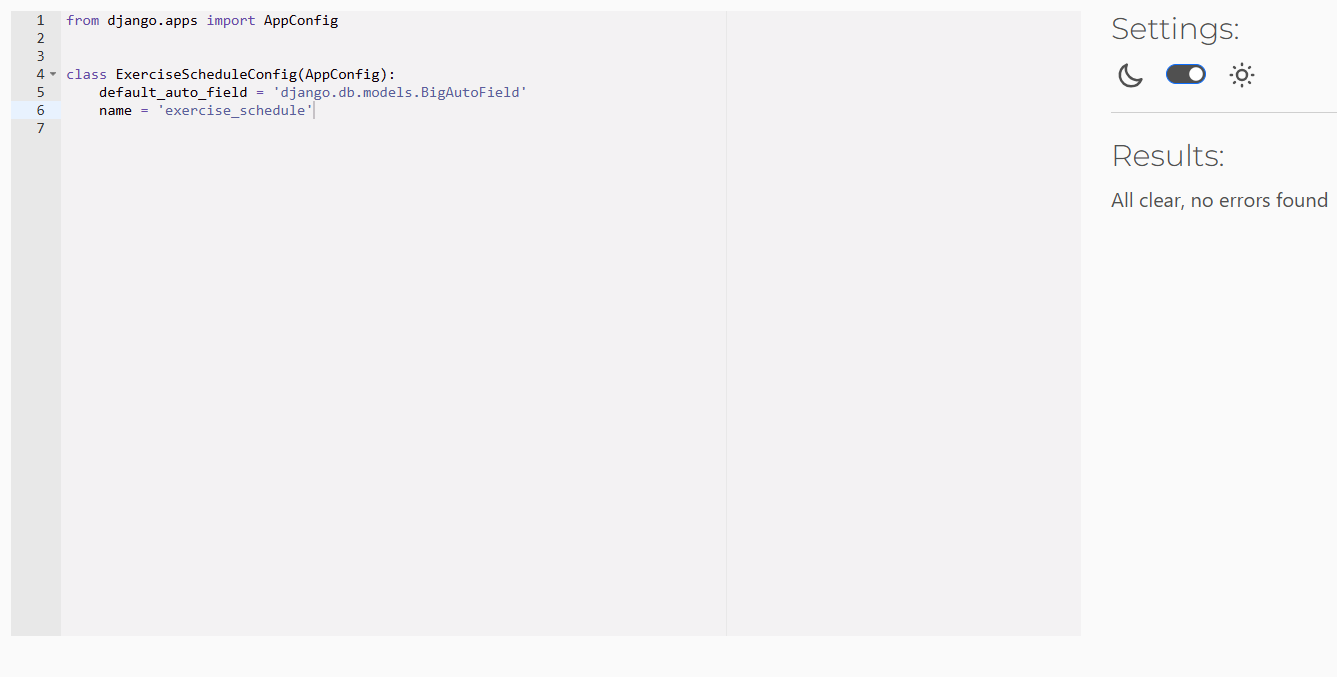 1 from django.apps import AppConfig
2
3
4 class ExerciseScheduleConfig(AppConfig):
5     default_auto_field = 'django.db.models.BigAutoField'
6     name = 'exercise_schedule'
7
Settings:
Results:
All clear, no errors found